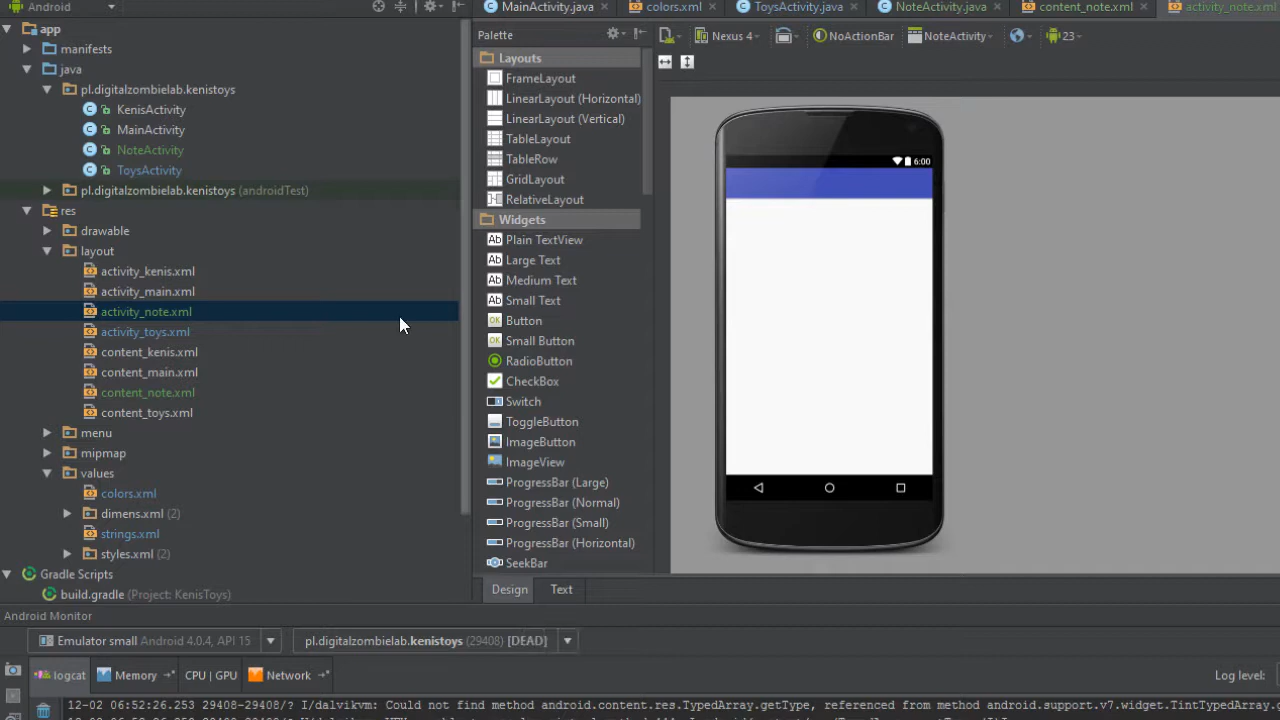 Android
MainActivity.java
colors.xml
ToysActivity.java
NoteActivity.java
content_note.xml
activity_note.xml
app
manifests
java
pl.digitalzombielab.kenistoys
KenisActivity
MainActivity
NoteActivity
ToysActivity
pl.digitalzombielab.kenistoys (androidTest)
res
drawable
layout
activity_kenis.xml
activity_main.xml
activity_note.xml
activity_toys.xml
content_kenis.xml
content_main.xml
content_note.xml
content_toys.xml
menu
mipmap
values
colors.xml
dimens.xml (2)
strings.xml
styles.xml (2)
Gradle Scripts
build.gradle (Project: KenisToys)
Palette
Layouts
FrameLayout
LinearLayout (Horizontal)
LinearLayout (Vertical)
TableLayout
TableRow
GridLayout
RelativeLayout
Widgets
Ab Plain TextView
Ab Large Text
Ab Medium Text
Ab Small Text
OK Button
OK Small Button
RadioButton
CheckBox
Switch
ToggleButton
ImageButton
ImageView
ProgressBar (Large)
ProgressBar (Normal)
ProgressBar (Small)
ProgressBar (Horizontal)
SeekBar
Nexus 4
NoActionBar
NoteActivity
23
6:00
Design Text
Android Monitor
Emulator small Android 4.0.4, API 15
pl.digitalzombielab.kenistoys (29408) [DEAD]
logcat
Memory
CPU | GPU
Network
Log level:
12-02 06:52:26.253 29408-29408/? I/dalvikvm: Could not find method android.content.res.TypedArray.getType, referenced from method android.support.v7.widget.TintTypedArray.